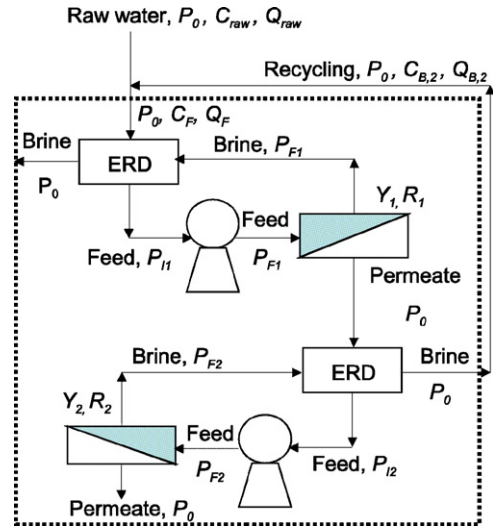 Raw water, P0, Craw, Qraw
Recycling, P0, CB,2, QB,2
P0, CF, QF
Brine
P0
ERD
Brine, PF1
Y1, R1
Feed
PF1
Feed, PI1
Permeate
P0
Brine, PF2
ERD
Brine
P0
Y2, R2
Feed
PF2
Feed, PI2
Permeate, P0